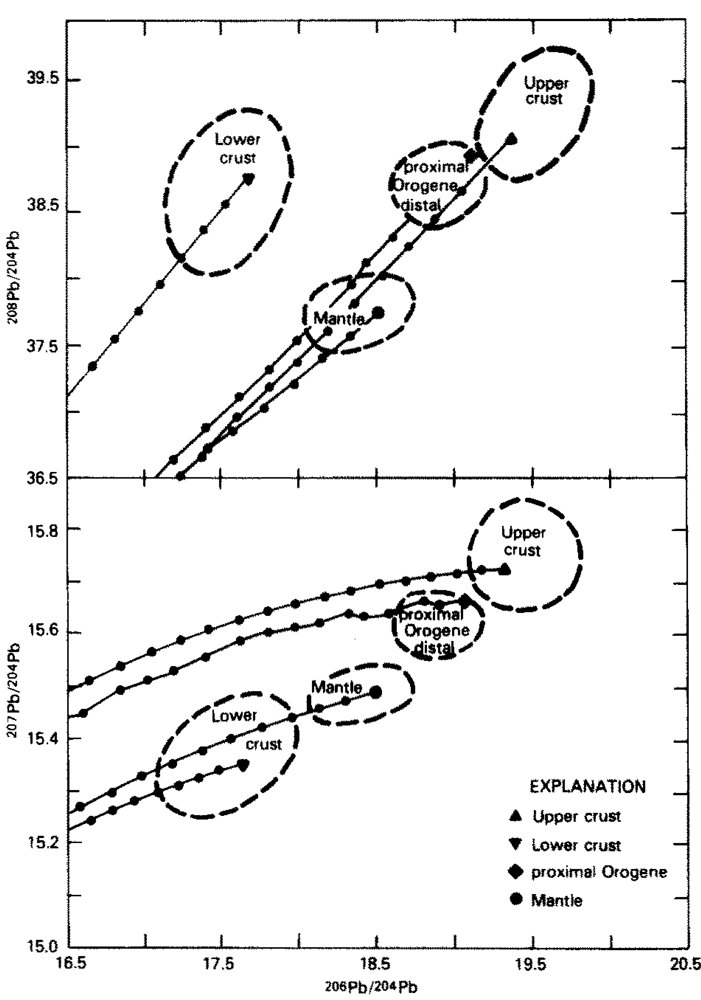 39.5
38.5
37.5
36.5
208Pb/204Pb
Upper
crust
Lower
crust
proximal
Orogene
distal
Mantle
15.8
15.6
15.4
15.2
15.0
207Pb/204Pb
Upper
crust
proximal
Orogene
distal
Mantle
Lower
crust
EXPLANATION
Upper crust
Lower crust
proximal Orogene
Mantle
16.5 17.5 18.5 19.5 20.5
206Pb/204Pb